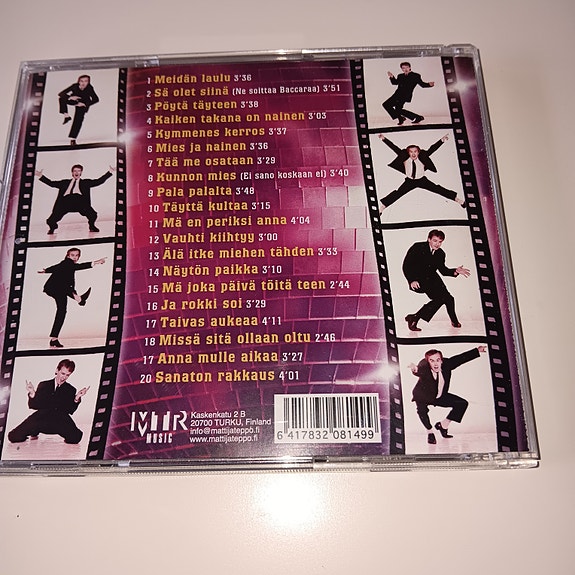 1 Meidän laulu 3'36
2 Sä olet siinä (Ne soittaa Baccaraa) 3'51
3 Pöytä täyteen 3'38
4 Kaiken takana on nainen 3'03
5 Kymmenes kerros 3'37
6 Mies ja nainen 3'36
7 Tää me osataan 3'29
8 Kunnon mies (Ei sano koskaan ei) 3'40
9 Pala palalta 3'48
10 Täyttä kultaa 3'15
11 Mä en periksi anna 4'04
12 Vauhti kiihtyy 3'00
13 Älä itke miehen tähden 3'33
14 Näytön paikka 3'10
15 Mä joka päivä töitä teen 2'44
16 Ja rokki soi 3'29
17 Taivas aukeaa 4'11
18 Missä sitä ollaan oltu 2'46
17 Anna mulle aikaa 3'27
20 Sanaton rakkaus 4'01
MTR
MUSIC
Kaskenkatu 2 B
20700 TURKU, Finland
info@mattijateppo.fi
www.mattijateppo.fi
6 417832 081499